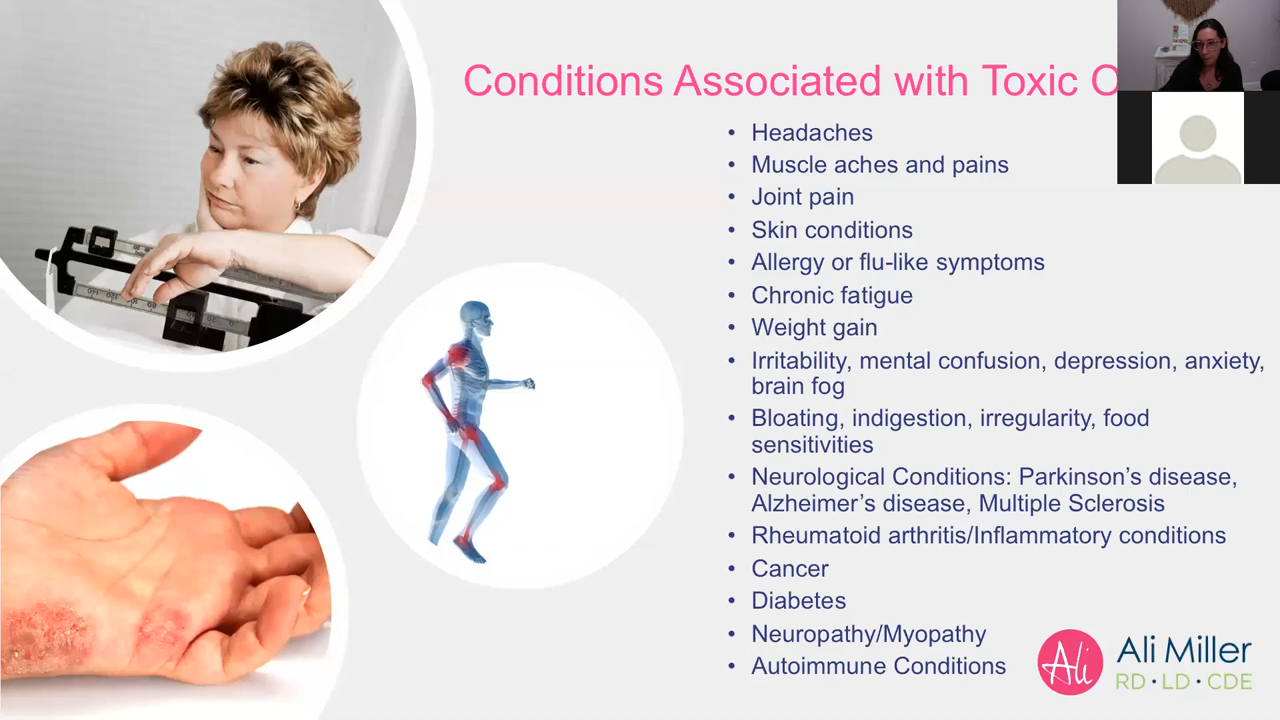 Conditions Associated with Toxic
• Headaches
• Muscle aches and pains
• Joint pain
• Skin conditions
• Allergy or flu-like symptoms
• Chronic fatigue
• Weight gain
• Irritability, mental confusion, depression, anxiety,
brain fog
• Bloating, indigestion, irregularity, food
sensitivities
• Neurological Conditions: Parkinson’s disease,
Alzheimer’s disease, Multiple Sclerosis
• Rheumatoid arthritis/Inflammatory conditions
• Cancer
• Diabetes
• Neuropathy/Myopathy
• Autoimmune Conditions
Ali
Ali Miller
RD • LD • CDE